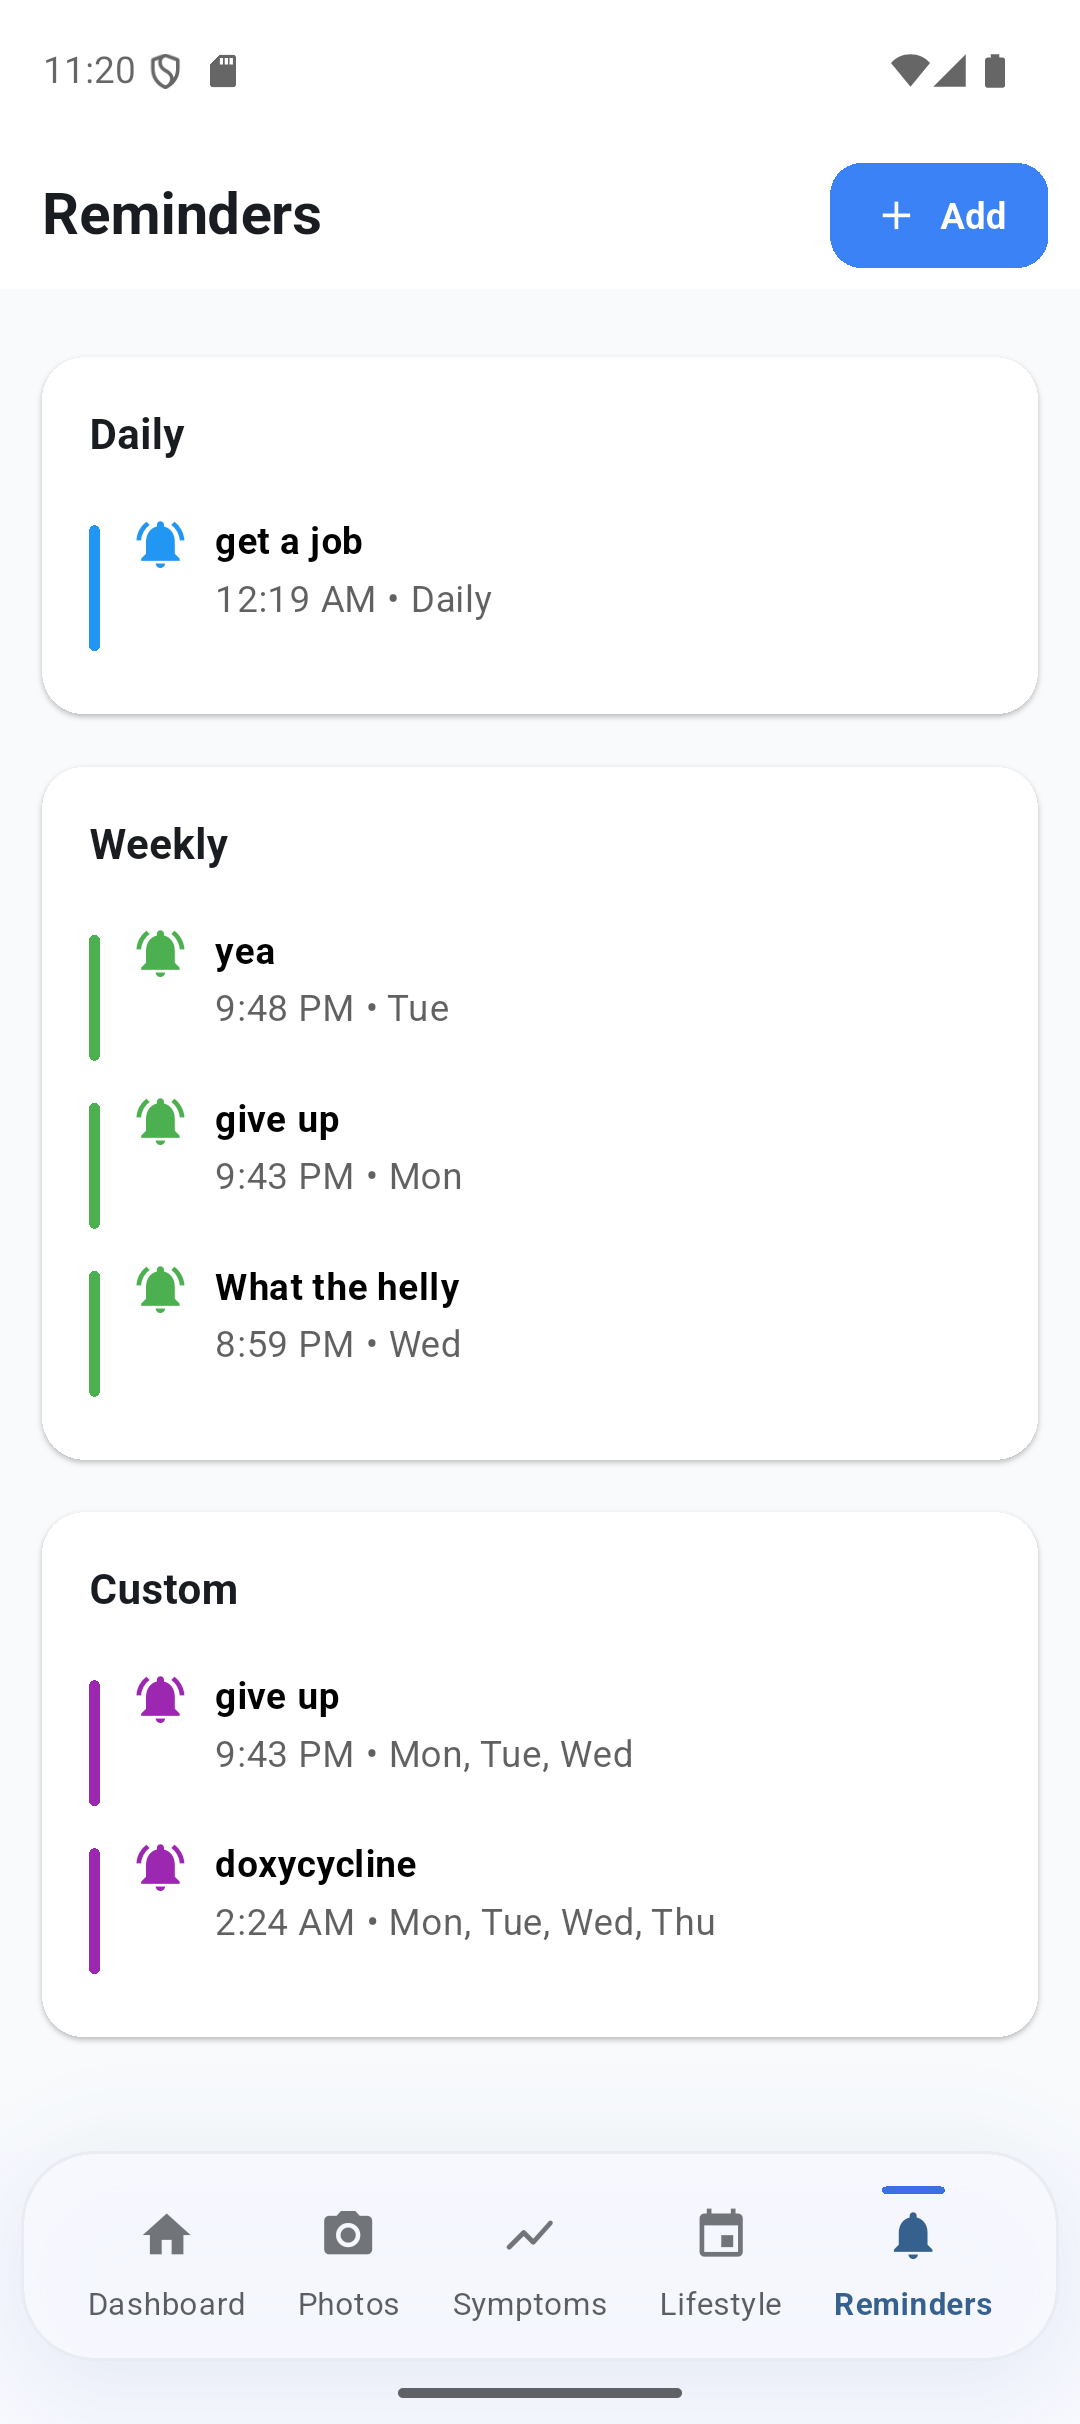 11:20
Reminders
+ Add
Daily
get a job
12:19 AM • Daily
Weekly
yea
9:48 PM • Tue
give up
9:43 PM • Mon
What the helly
8:59 PM • Wed
Custom
give up
9:43 PM • Mon, Tue, Wed
doxycycline
2:24 AM • Mon, Tue, Wed, Thu
Dashboard Photos Symptoms Lifestyle Reminders